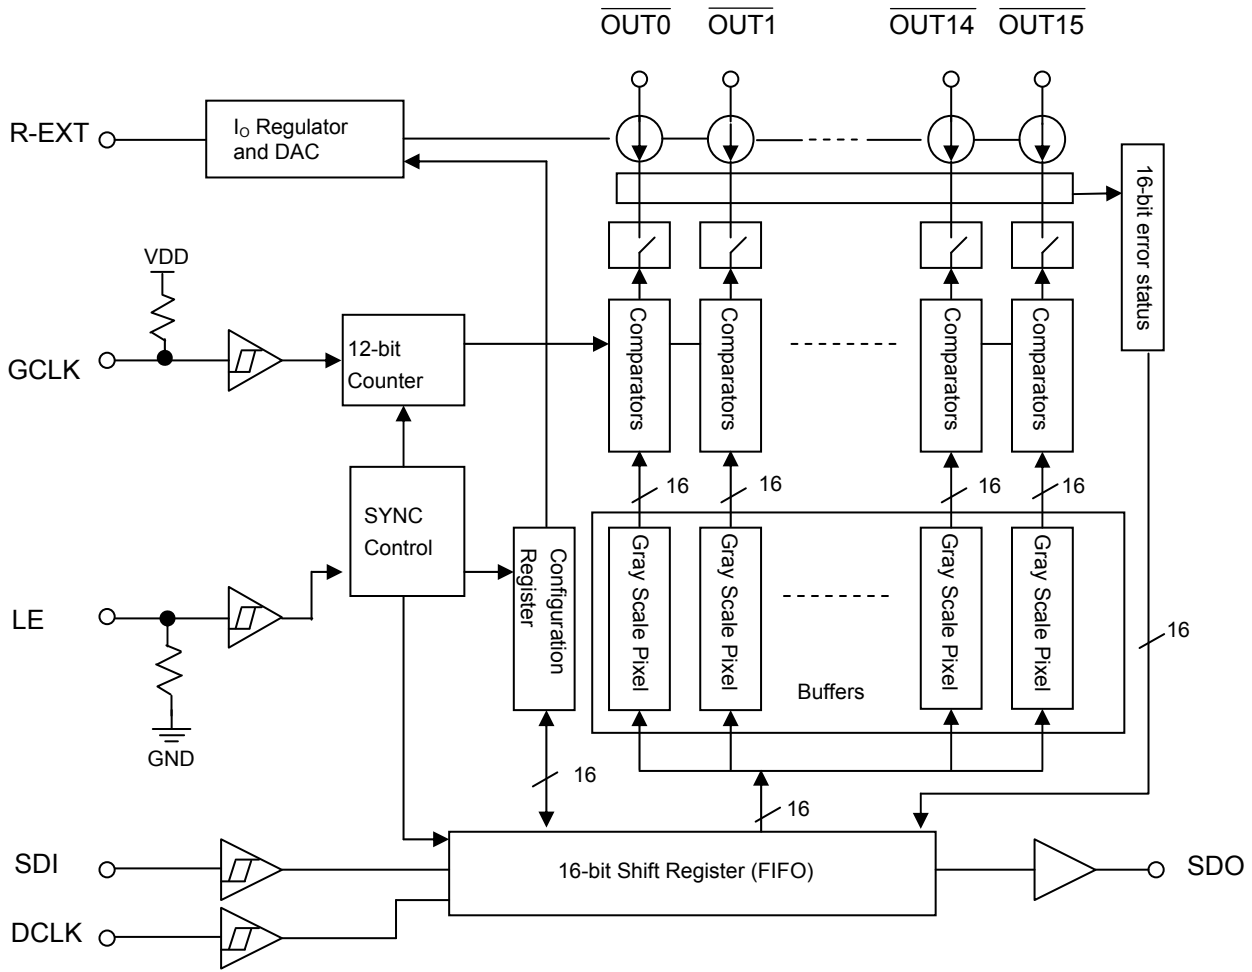 OUT0 OUT1 OUT14 OUT15
R-EXT
IO Regulator
and DAC
16-bit error status
VDD
GCLK
12-bit
Counter
Comparators
Comparators
Comparators
Comparators
16 16 16 16
SYNC
Control
Configuration
Register
Gray Scale Pixel
Gray Scale Pixel
Gray Scale Pixel
Gray Scale Pixel
Buffers
LE
16
GND
16
16
SDI
16-bit Shift Register (FIFO)
SDO
DCLK